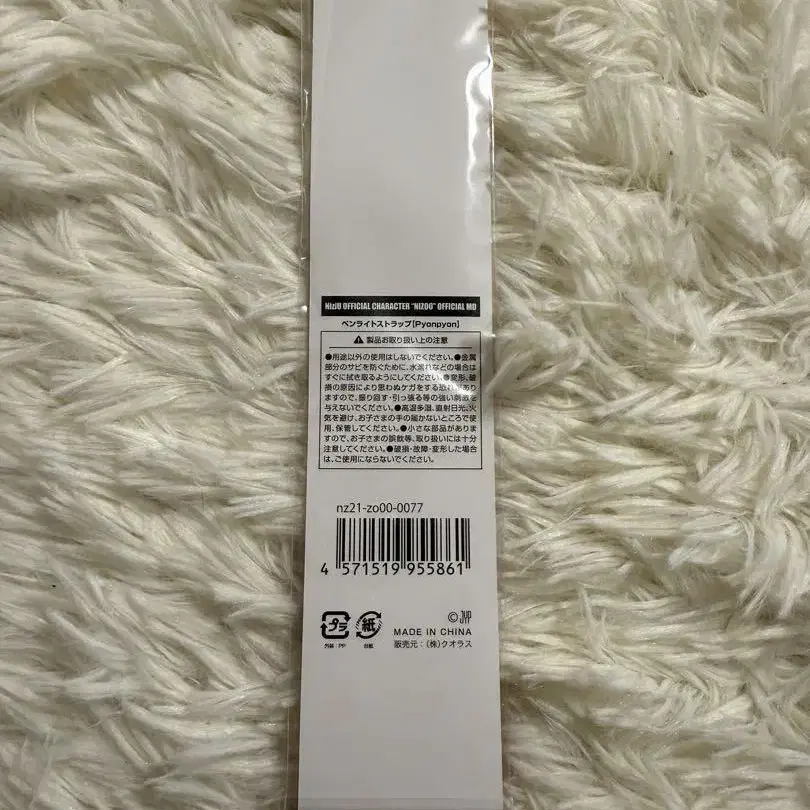 NiziU OFFICIAL CHARACTER "NIZOO" OFFICIAL MD
ペンライトストラップ[Pyonpyon]
⚠ 製品お取り扱い上の注意
●用途以外の使用はしないでください。●金属
部分のサビを防ぐために、水濡れなどの場合は
すぐに拭き取るようにしてください。●変形、破
損の原因により思わぬケガをする恐れがあり
ますので、振り回す・引っ張る等の強い刺激を
与えないでください。●高温多湿、直射日光、火
気を避け、お子さまの手の届かないところで使
用、保管してください。●小さな部品がありま
すので、お子さまの誤飲等、取り扱いには十分
注意してください。●破損・故障・変形した場合
は、ご使用にならないでください。
nz21-zo00-0077
4 571519 955861
プラ 紙
外装:PP 台紙
© JYP
MADE IN CHINA
販売元:(株)クオラス